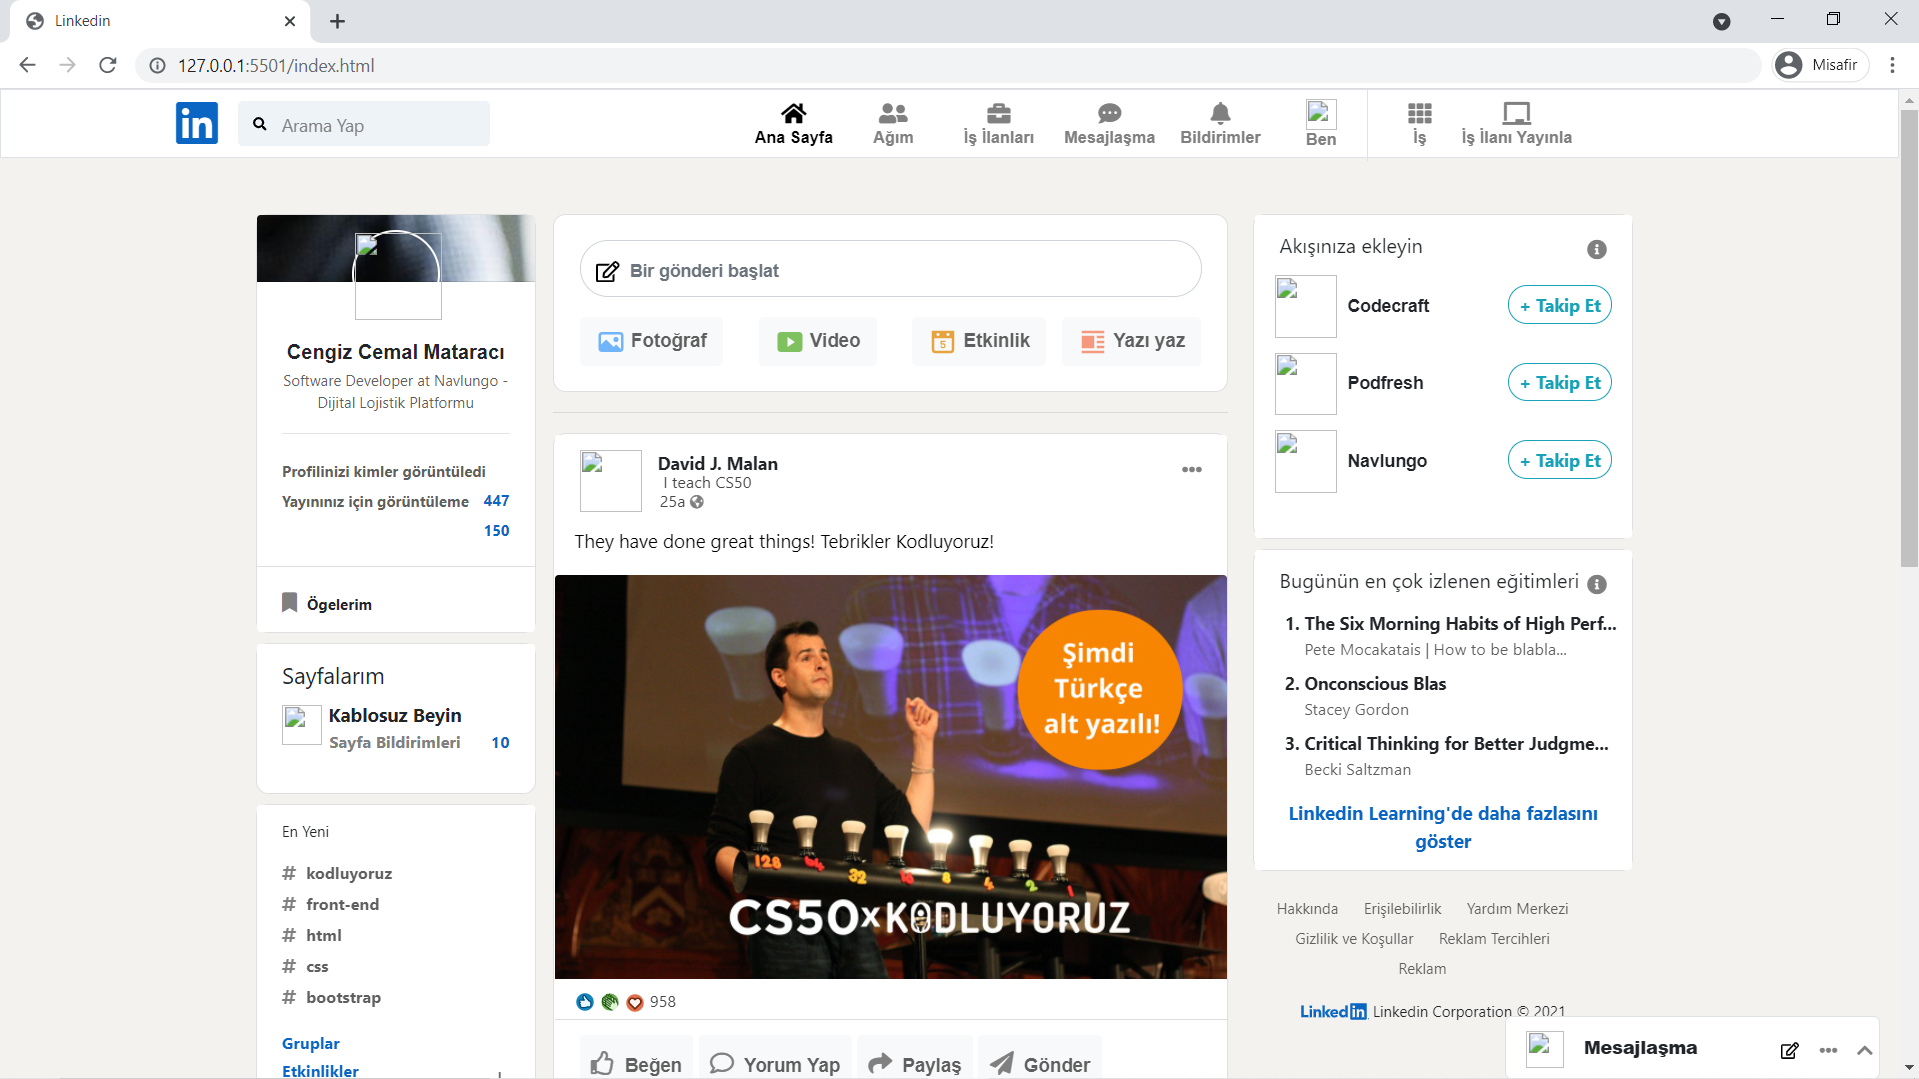 Linkedin
127.0.0.1:5501/index.html
Misafir
in
Arama Yap
Ana Sayfa
Ağım
İş İlanları
Mesajlaşma
Bildirimler
Ben
İş
İş İlanı Yayınla
Cengiz Cemal Mataracı
Software Developer at Navlungo -
Dijital Lojistik Platformu
Profilinizi kimler görüntüledi
Yayınınız için görüntüleme 447
150
Ögelerim
Sayfalarım
Kablosuz Beyin
Sayfa Bildirimleri 10
En Yeni
# kodluyoruz
# front-end
# html
# css
# bootstrap
Gruplar
Etkinlikler
Bir gönderi başlat
Fotoğraf
Video
5
Etkinlik
Yazı yaz
David J. Malan
I teach CS50
25a
They have done great things! Tebrikler Kodluyoruz!
Şimdi
Türkçe
alt yazılı!
128 64 32 16 8 4 2 1
CS50xKODLUYORUZ
958
Beğen
Yorum Yap
Paylaş
Gönder
Akışınıza ekleyin
Codecraft
+ Takip Et
Podfresh
+ Takip Et
Navlungo
+ Takip Et
Bugünün en çok izlenen eğitimleri
1. The Six Morning Habits of High Perf...
Pete Mocakatais | How to be blabla...
2. Onconscious Blas
Stacey Gordon
3. Critical Thinking for Better Judgme...
Becki Saltzman
Linkedin Learning'de daha fazlasını
göster
Hakkında Erişilebilirlik Yardım Merkezi
Gizlilik ve Koşullar Reklam Tercihleri
Reklam
Linkedin Linkedin Corporation © 2021
Mesajlaşma